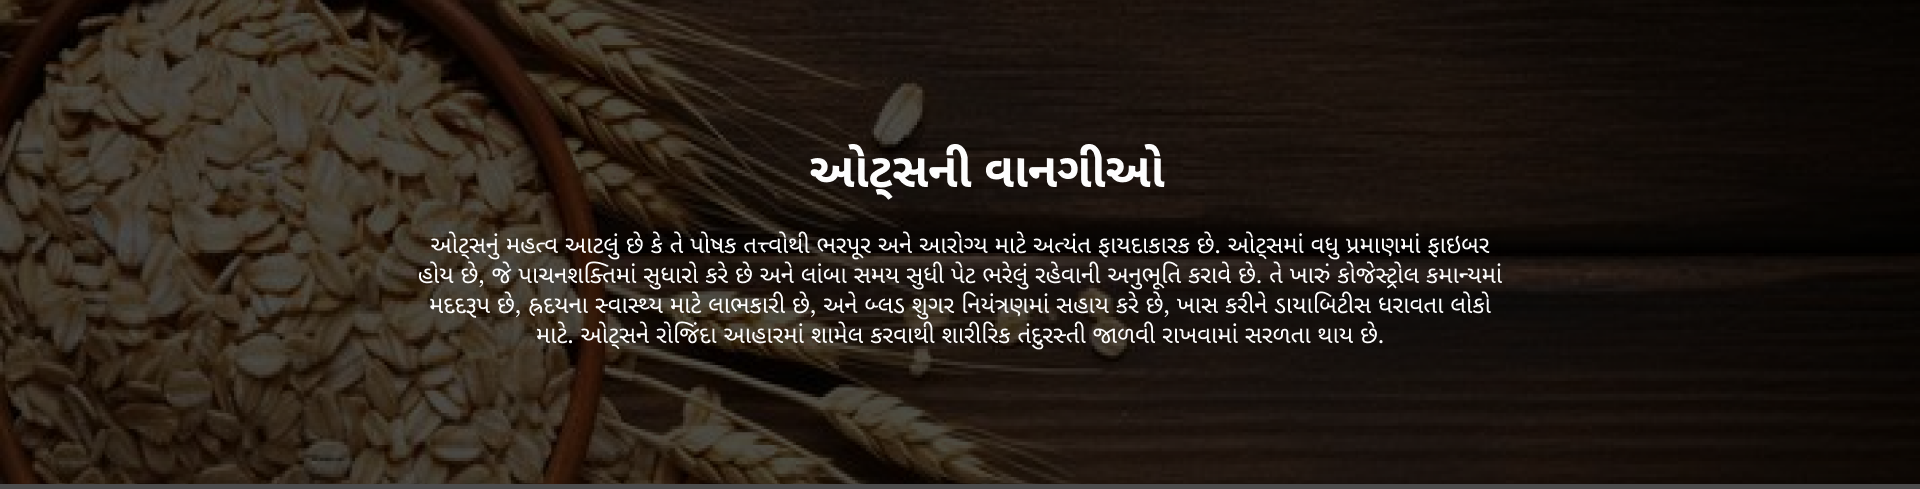 ઓટ્સની વાનગીઓ
ઓટ્સનું મહત્વ આટલું છે કે તે પોષક તત્ત્વોથી ભરપૂર અને આરોગ્ય માટે અત્યંત ફાયદાકારક છે. ઓટ્સમાં વધુ પ્રમાણમાં ફાઇબર
હોય છે, જે પાચનશક્તિમાં સુધારો કરે છે અને લાંબા સમય સુધી પેટ ભરેલું રહેવાની અનુભૂતિ કરાવે છે. તે ખારું કોજેસ્ટ્રોલ કમાન્યમાં
મદદરૂપ છે, હ્રદયના સ્વાસ્થ્ય માટે લાભકારી છે, અને બ્લડ શુગર નિયંત્રણમાં સહાય કરે છે, ખાસ કરીને ડાયાબિટીસ ધરાવતા લોકો
માટે. ઓટ્સને રોજિંદા આહારમાં શામેલ કરવાથી શારીરિક તંદુરસ્તી જાળવી રાખવામાં સરળતા થાય છે.